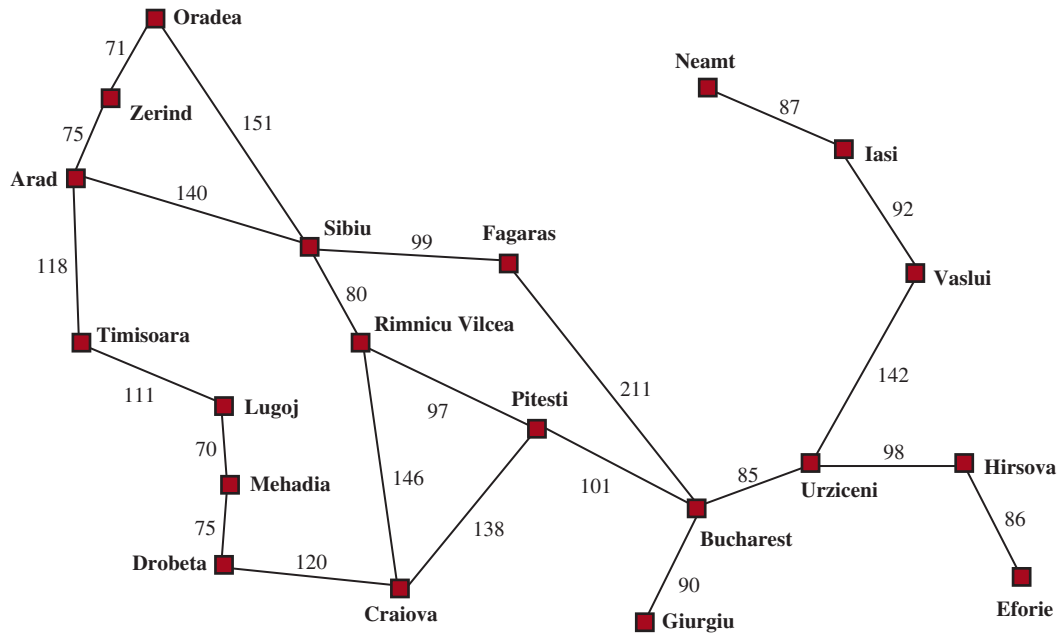 Oradea
71
Neamt
Zerind
87
151
75
Iasi
Arad
140
92
Sibiu
Fagaras
99
118
Vaslui
80
Timisoara
Rimnicu Vilcea
142
111
211
Lugoj
97
Pitesti
70
98
Hirsova
85
Urziceni
Mehadia
146
101
86
75
138
Bucharest
Drobeta
120
90
Craiova
Giurgiu
Eforie